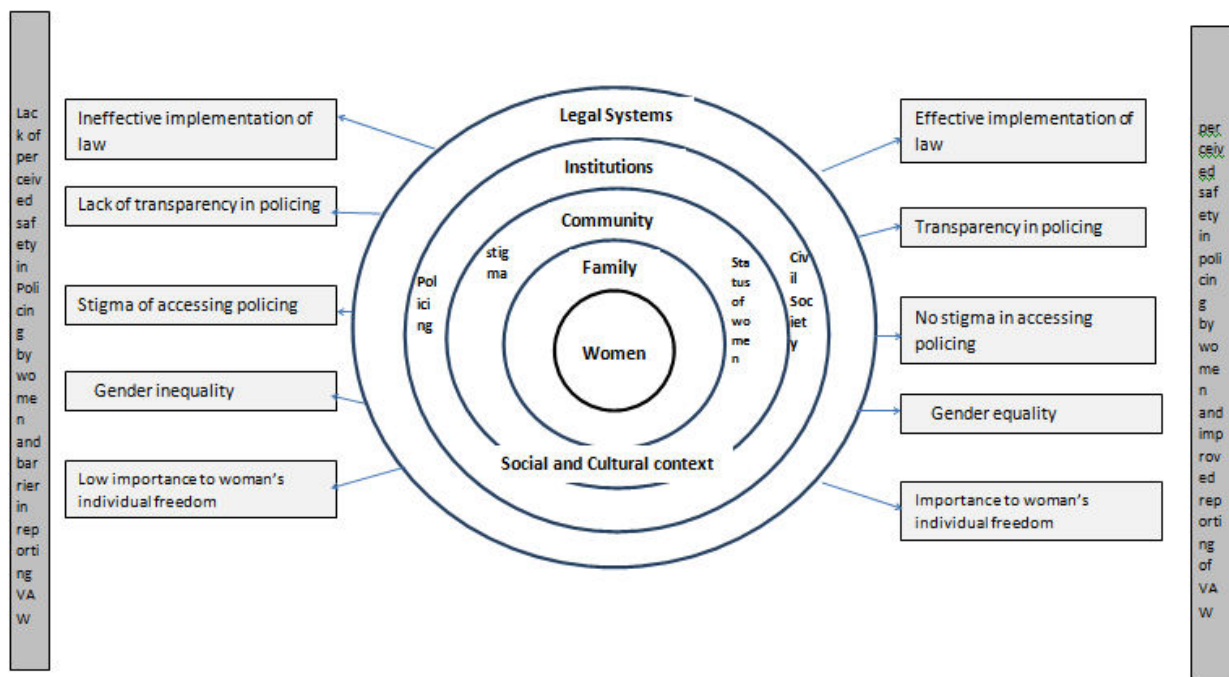 Lac
k of
per
ceiv
ed
saf
ety
in
Poli
cin
g
by
wo
me
n
and
bar
rier
in
rep
orti
ng
VA
W
Ineffective implementation of
law
Lack of transparency in policing
Stigma of accessing policing
Gender inequality
Low importance to woman's
individual freedom
Legal Systems
Institutions
Community
Family
Women
Social and Cultural context
Pol
ici
ng
stig
ma
Sta
tus
of
wo
me
n
Civ
il
Soc
iet
y
Effective implementation of
law
Transparency in policing
No stigma in accessing
policing
Gender equality
Importance to woman's
individual freedom
per
ceiv
ed
saf
ety
in
poli
cin
g
by
wo
me
n
and
imp
rov
ed
rep
orti
ng
of
VA
W